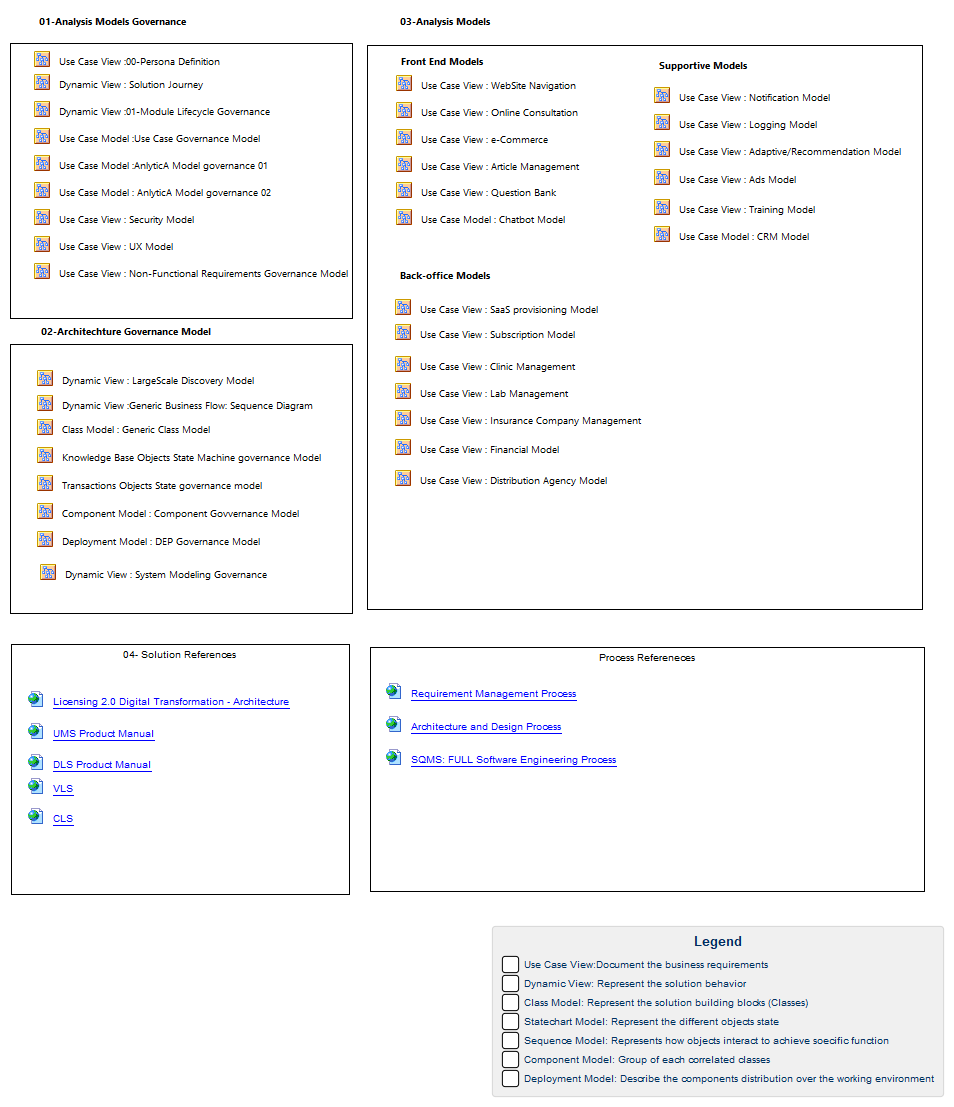 01-Analysis Models Governance
Use Case View :00-Persona Definition
Dynamic View : Solution Journey
Dynamic View :01-Module Lifecycle Governance
Use Case Model :Use Case Governance Model
Use Case Model :AnlyticA Model governance 01
Use Case Model : AnlyticA Model governance 02
Use Case View : Security Model
Use Case View : UX Model
Use Case View : Non-Functional Requirements Governance Model
02-Architechture Governance Model
Dynamic View : LargeScale Discovery Model
Dynamic View :Generic Business Flow: Sequence Diagram
Class Model : Generic Class Model
Knowledge Base Objects State Machine governance Model
Transactions Objects State governance model
Component Model : Component Govvernance Model
Deployment Model : DEP Governance Model
Dynamic View : System Modeling Governance
03-Analysis Models
Front End Models
Use Case View : WebSite Navigation
Use Case View : Online Consultation
Use Case View : e-Commerce
Use Case View : Article Management
Use Case View : Question Bank
Use Case Model : Chatbot Model
Supportive Models
Use Case View : Notification Model
Use Case View : Logging Model
Use Case View : Adaptive/Recommendation Model
Use Case View : Ads Model
Use Case View : Training Model
Use Case Model : CRM Model
Back-office Models
Use Case View : SaaS provisioning Model
Use Case View : Subscription Model
Use Case View : Clinic Management
Use Case View : Lab Management
Use Case View : Insurance Company Management
Use Case View : Financial Model
Use Case View : Distribution Agency Model
04- Solution References
Licensing 2.0 Digital Transformation - Architecture
UMS Product Manual
DLS Product Manual
VLS
CLS
Process Refereneces
Requirement Management Process
Architecture and Design Process
SQMS: FULL Software Engineering Process
Legend
Use Case View:Document the business requirements
Dynamic View: Represent the solution behavior
Class Model: Represent the solution building blocks (Classes)
Statechart Model: Represent the different objects state
Sequence Model: Represents how objects interact to achieve soecific function
Component Model: Group of each correlated classes
Deployment Model: Describe the components distribution over the working environment